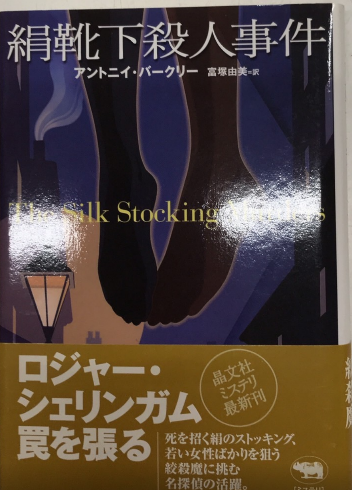 絹靴下殺人事件
アントニイ・バークリー 富塚由美=訳
The Silk Stocking
ロジャー・
シェリンガム
罠を張る
晶文社
ミステリ
最新刊
死を招く絹のストッキング、
若い女性ばかりを狙う
絞殺魔に挑む
名探偵の活躍。